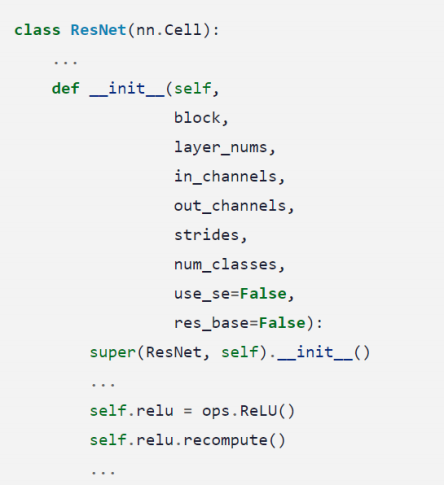 class ResNet(nn.Cell):
    ...
    def __init__(self,
                 block,
                 layer_nums,
                 in_channels,
                 out_channels,
                 strides,
                 num_classes,
                 use_se=False,
                 res_base=False):
        super(ResNet, self).__init__()
        ...
        self.relu = ops.ReLU()
        self.relu.recompute()
        ...